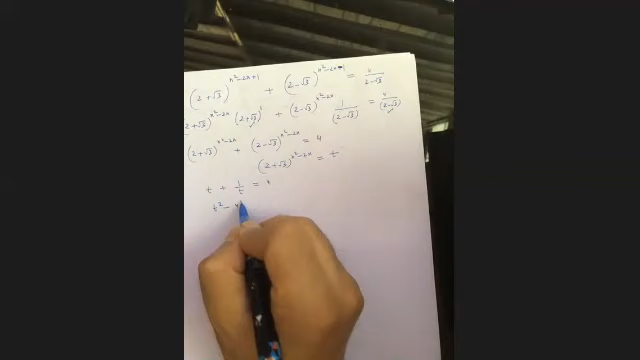 (2+√3)^(x²-2x+1) + (2-√3)^(x²-2x-1) = 4/(2-√3)
2+√3)^(x²-2x) (2+√3)^1 + (2-√3)^(x²-2x) 1/(2-√3) = 4/(2-√3)
(2+√3)^(x²-2x) + (2-√3)^(x²-2x) = 4
(2+√3)^(x²-2x) = t
t + 1/t = 4
t² - 4